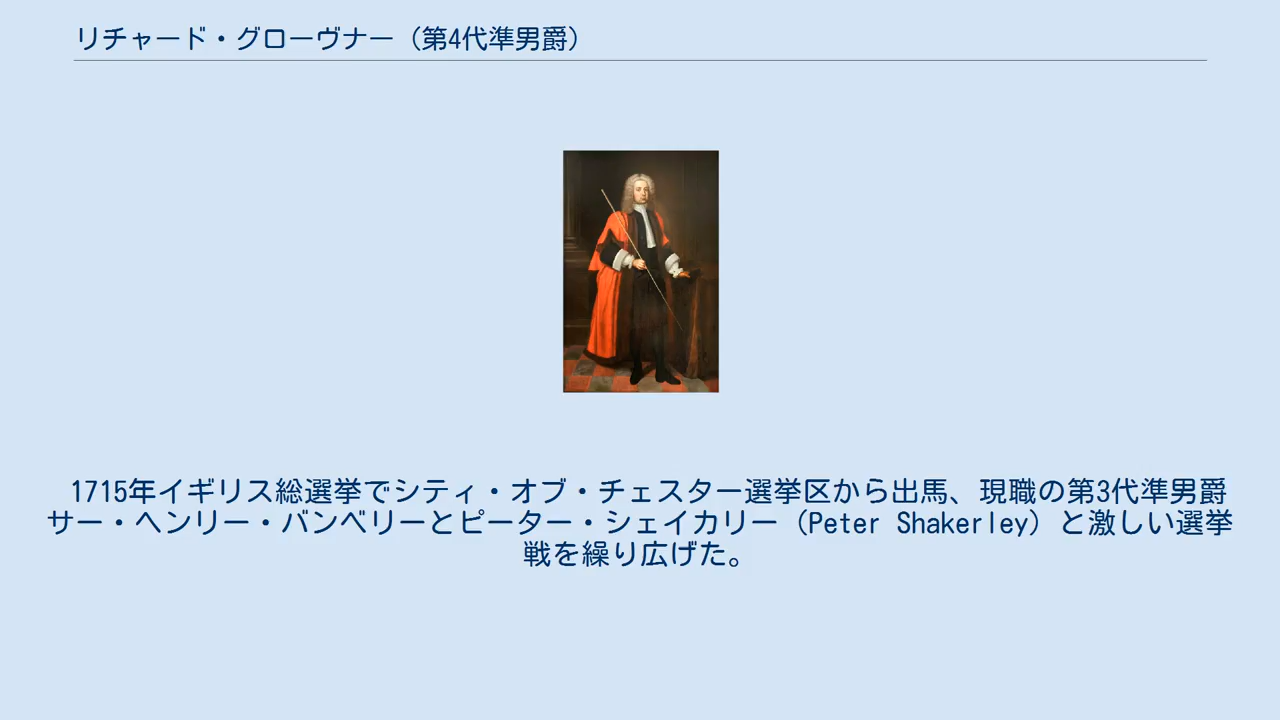 リチャード・グローヴナー（第4代準男爵）
1715年イギリス総選挙でシティ・オブ・チェスター選挙区から出馬、現職の第3代準男爵
サー・ヘンリー・バンベリーとピーター・シェイカリー（Peter Shakerley）と激しい選挙
戦を繰り広げた。